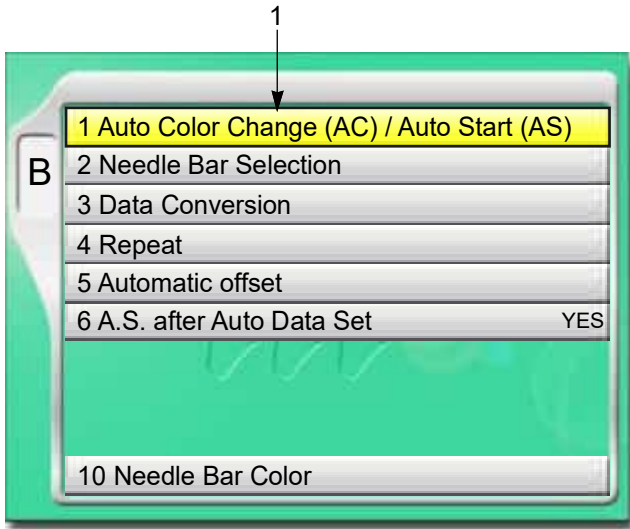 1
1 Auto Color Change (AC) / Auto Start (AS)
B
2 Needle Bar Selection
3 Data Conversion
4 Repeat
5 Automatic offset
6 A.S. after Auto Data Set YES
10 Needle Bar Color